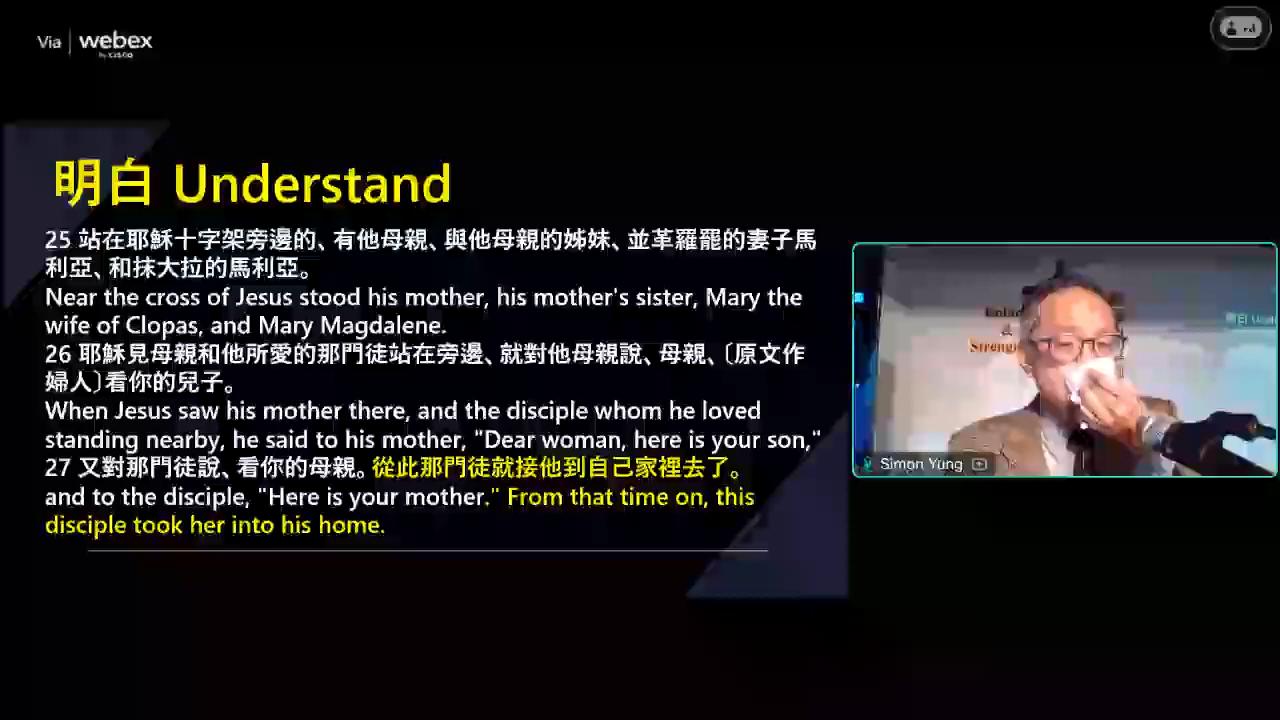 Via webex
明白 Understand
25 站在耶穌十字架旁邊的、有他母親、與他母親的姊妹、並革羅罷的妻子馬
利亞、和抹大拉的馬利亞。
Near the cross of Jesus stood his mother, his mother's sister, Mary the
wife of Clopas, and Mary Magdalene.
26 耶穌見母親和他所愛的那門徒站在旁邊、就對他母親說、母親、〔原文作
婦人〕看你的兒子。
When Jesus saw his mother there, and the disciple whom he loved
standing nearby, he said to his mother, "Dear woman, here is your son,"
27 又對那門徒說、看你的母親。從此那門徒就接他到自己家裡去了。
and to the disciple, "Here is your mother." From that time on, this
disciple took her into his home.
Simon Yung